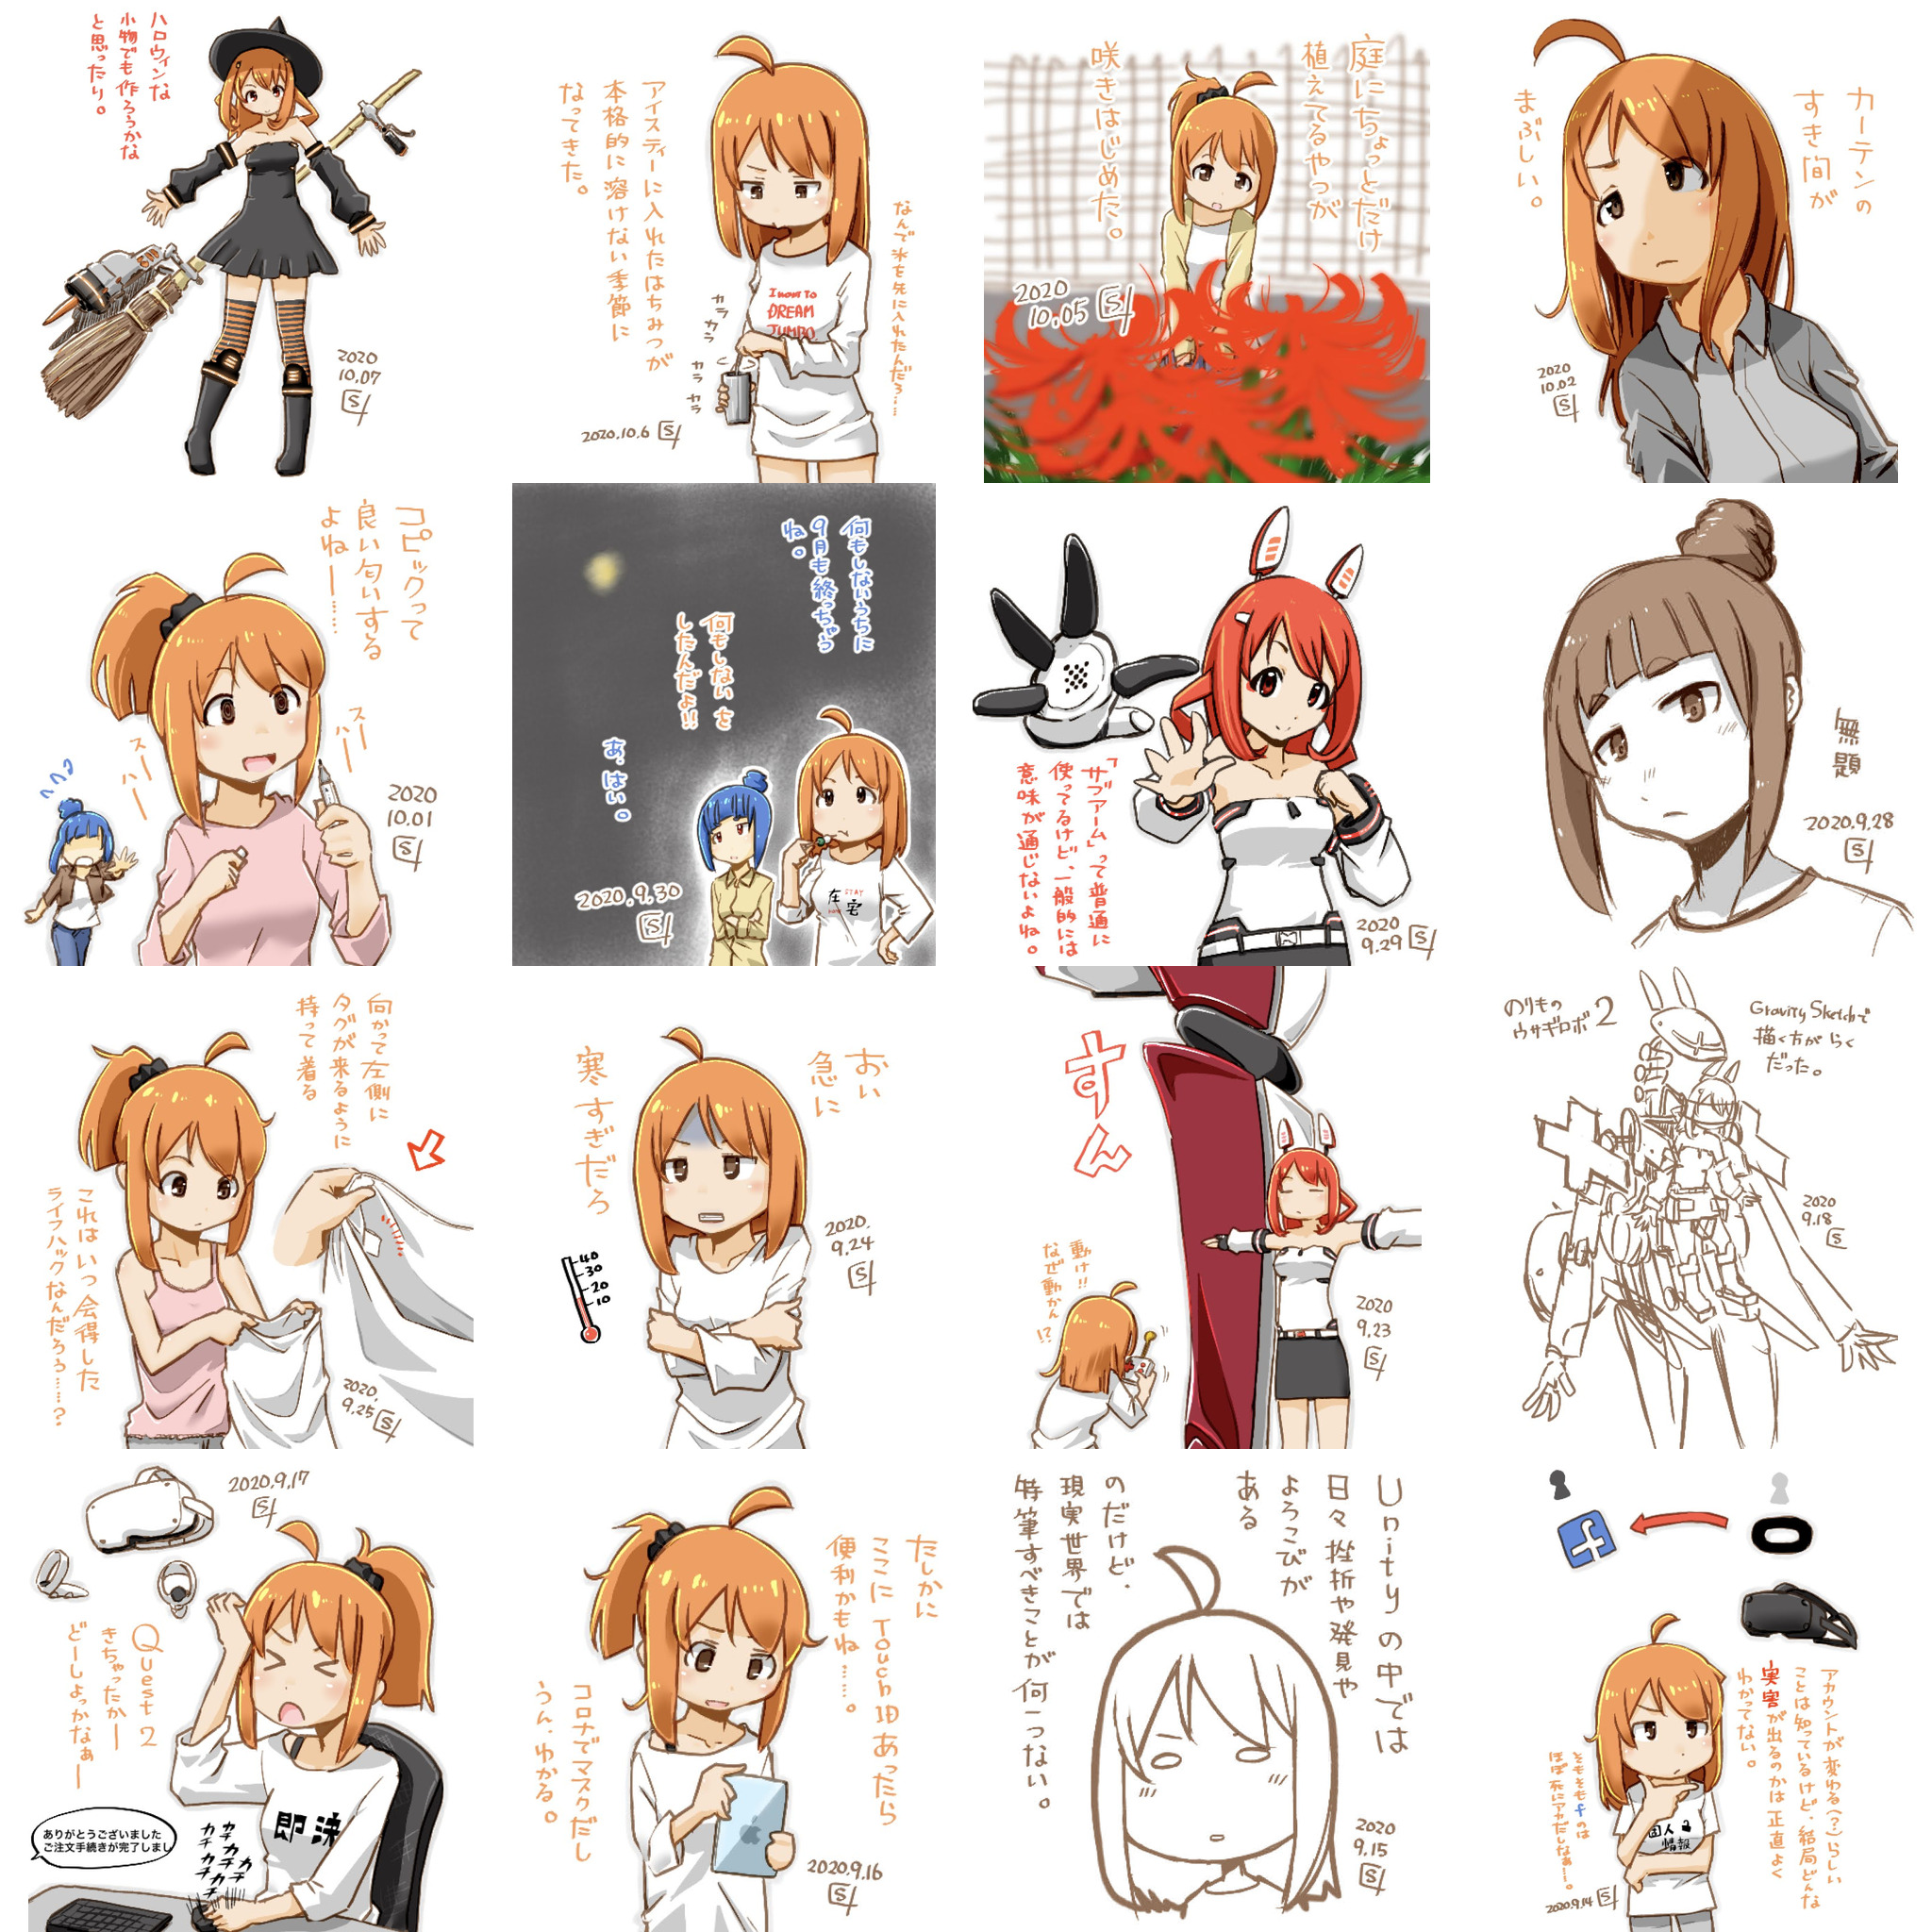 ハロウィンな
小物でも作ろうかな
と思ったり。
2020
10.07
アイスティーに入れたはちみつが
本格的に溶けない季節に
なってきた。
なんで氷を先に入れたんだろ……
I want to
DREAM
JUMBO
カラカラ
カラ カラ
2020.10.6
庭にちょっとだけ
植えてるやつが
咲きはじめた。
2020
10.05
カーテンの
すき間が
まぶしい。
2020
10.02
コピックって
良い匂いする
よねー……
スー
ハー
スー
ハー
2020
10.01
何もしないうちに
9月も終っちゃう
ね。
何もしないを
したんだよ!!
あ、はい。
在宅
STAY
HOME
2020.9.30
「サブアーム」って普通に
使ってるけど、一般的には
意味が通じないよね。
2020
9.29
無題
2020.9.28
向かって左側に
タグが来るように
持って着る
これはいつ会得した
ライフハックなんだろう……?
2020.
9.25
おい
急に
寒すぎだろ
40
30
20
10
2020.
9.24
すん
動け!!
なぜ動かん!?
2020
9.23
のりもの
ウサギロボ2
Gravity Sketchで
描く方がらく
だった。
2020
9.18
2020.9.17
Quest 2
きちゃったかー
どーしよっかなぁー
即決
ありがとうございました
ご注文手続きが完了しまし
カチカチ
カチカチ
カチカチ
カチ
たしかに
ここにTouch IDあったら
便利かもね……。
コロナでマスクだし
うん、わかる。
2020.9.16
Unityの中では
日々挫折や発見や
よろこびが
ある
のだけど、
現実世界では
特筆すべきことが何一つない。
2020
9.15
f
アカウントが変わる(?)らしい
ことは知っているけど、結局どんな
実害が出るのかは正直よく
わかってない。
そもそもfのは
ほぼ死にアカだしなぁー。
個人
情報
2020.9.14